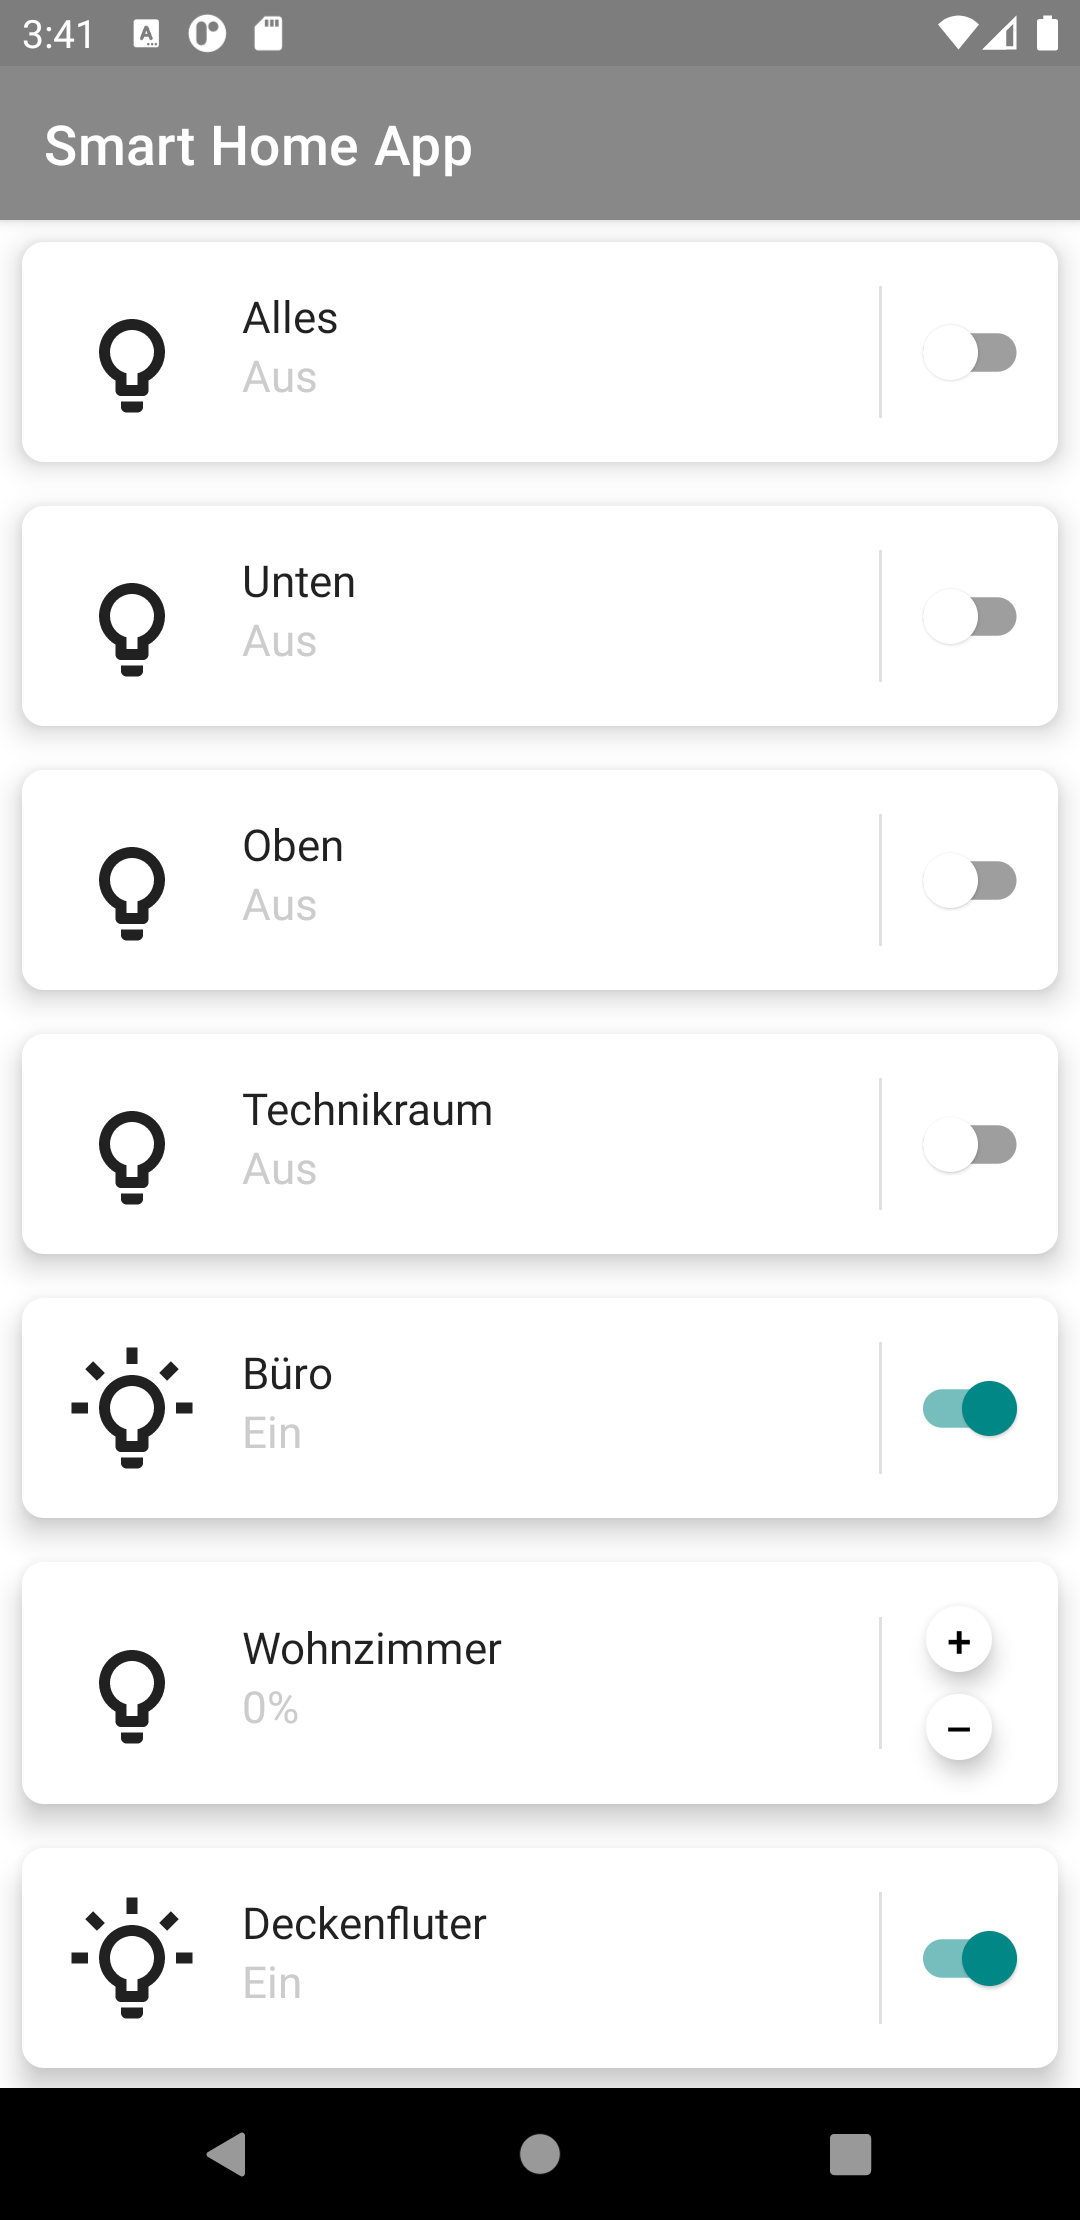 3:41
Smart Home App
Alles
Aus
Unten
Aus
Oben
Aus
Technikraum
Aus
Büro
Ein
Wohnzimmer
0%
+
–
Deckenfluter
Ein